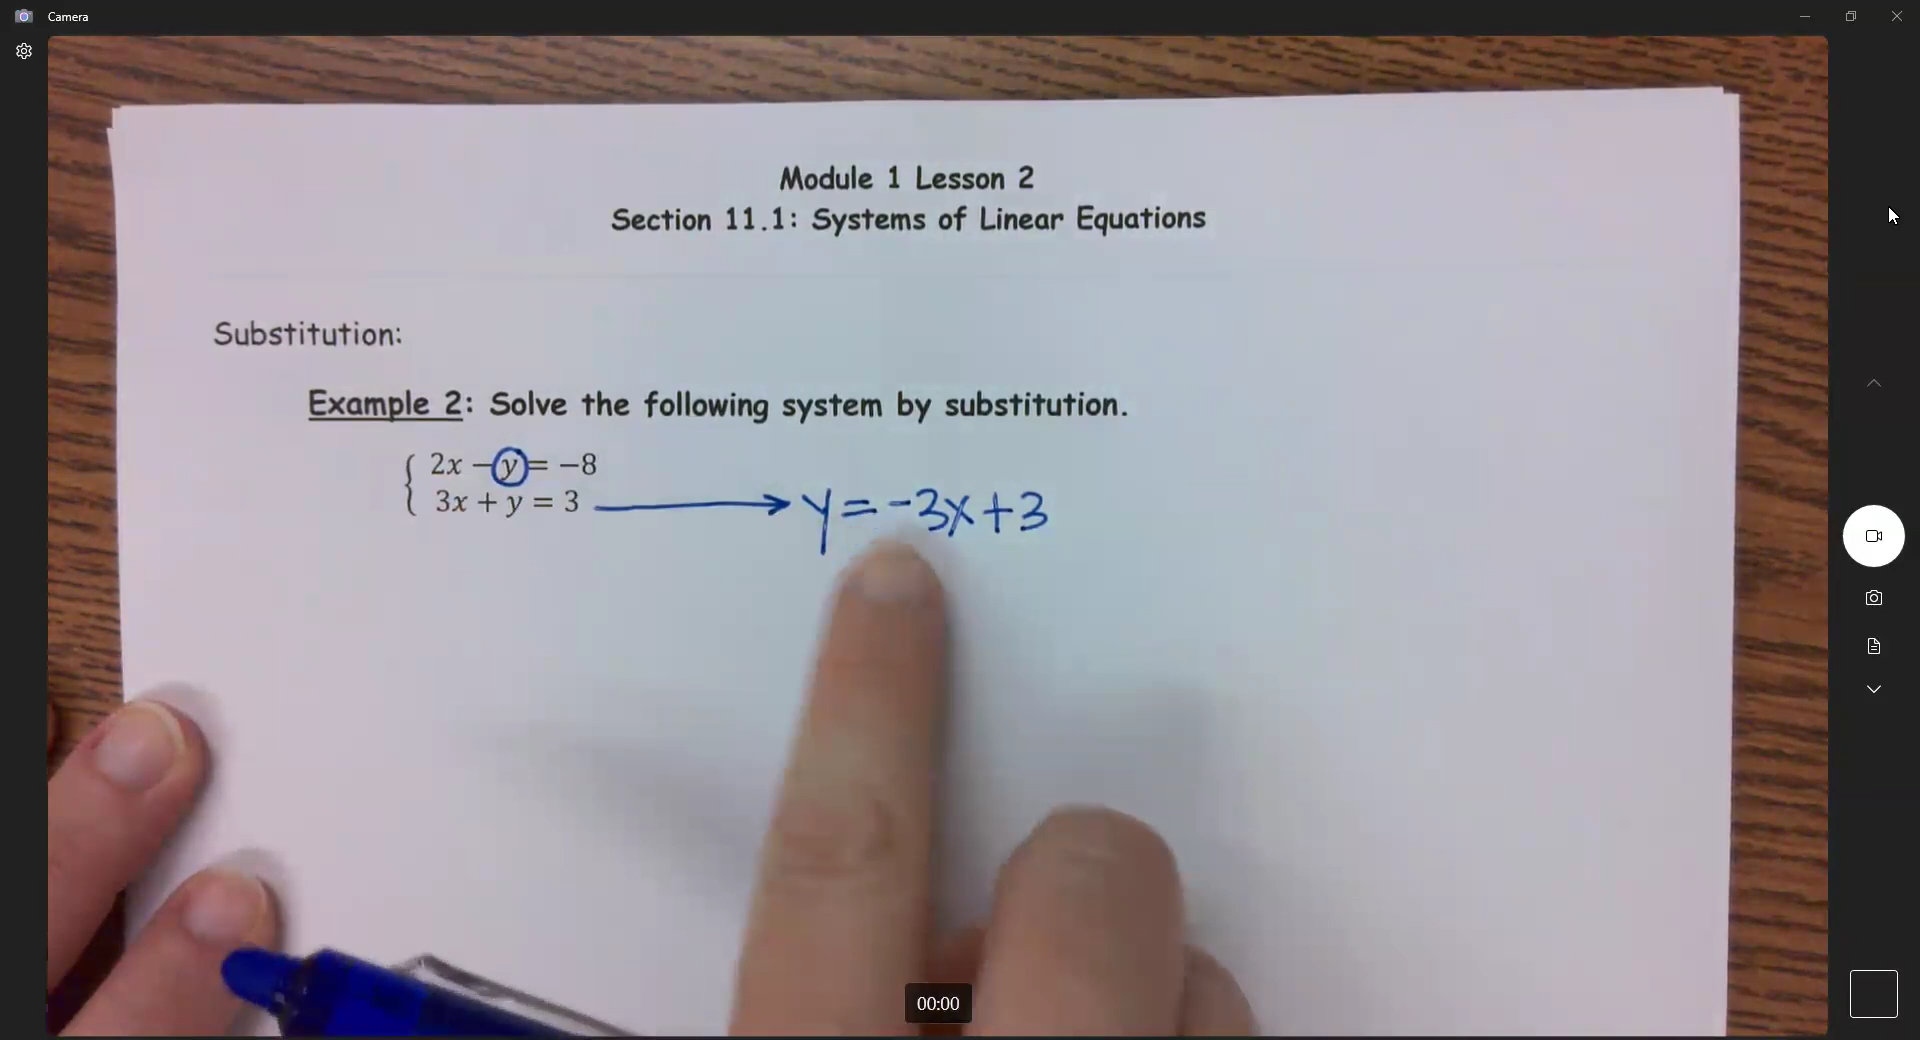 Camera
Module 1 Lesson 2
Section 11.1: Systems of Linear Equations
Substitution:
Example 2: Solve the following system by substitution.
2x − y = −8
3x + y = 3 → y = -3x + 3
00:00